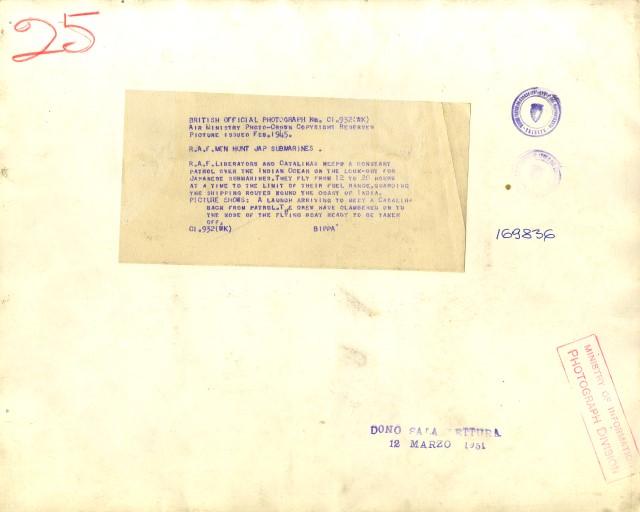 25
BRITISH OFFICIAL PHOTOGRAPH No. CI.932(WK)
AIR MINISTRY PHOTO-CROWN COPYRIGHT RESERVED
PICTURE ISSUED FEB.1945.
R.A.F.MEN HUNT JAP SUBMARINES .
R.A.F.LIBERATORS AND CATALINAS A CONSTANT
PATROL OVER THE INDIAN OCEAN ON THE LOOK-OUT FOR
JAPANESE SUBMARINES.THEY FLY FROM 12 TO 20 HOURS
AT A TIME TO THE LIMIT OF THEIR FUEL RANGE,GUARDING
THE SHIPPING ROUTES ROUND THE COAST OF INDIA.
PICTURE SHOWS: A LAUNCH ARRIVING TO MEET A CATALINA
BACK FROM PATROL.THE CREW HAVE CLAMBERED ON TO
THE NOSE OF THE FLYING BOAT READY TO BE TAKEN
OFF.
CI.932(WK) BIPPA
169836
MINISTRY OF INFORMATION
PHOTOGRAPH DIVISION
DONO SALA LETTURA
12 MARZO 1951